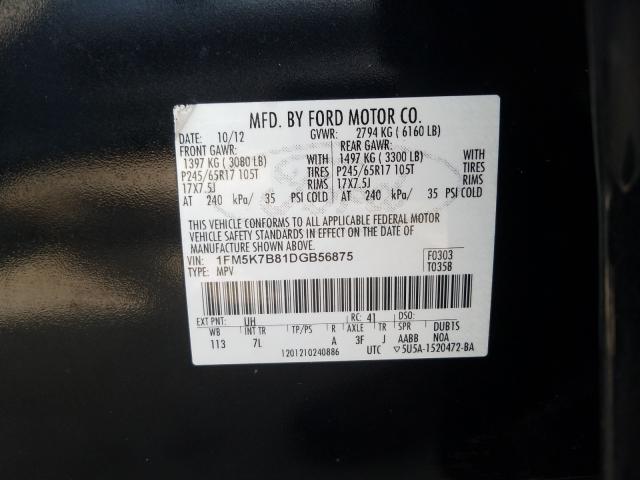 MFD. BY FORD MOTOR CO.
DATE: 10/12 GVWR: 2794 KG ( 6160 LB)
FRONT GAWR: REAR GAWR:
1397 KG ( 3080 LB) WITH 1497 KG ( 3300 LB) WITH
P245/65R17 105T TIRES P245/65R17 105T TIRES
17X7.5J RIMS 17X7.5J RIMS
AT 240 kPa/ 35 PSI COLD AT 240 kPa/ 35 PSI COLD
THIS VEHICLE CONFORMS TO ALL APPLICABLE FEDERAL MOTOR
VEHICLE SAFETY STANDARDS IN EFFECT ON THE DATE OF
MANUFACTURE SHOWN ABOVE.
VIN: 1FM5K7B81DGB56875 F0303
TYPE: MPV T0358
EXT PNT: UH RC: 41 DSO:
WB INT TR TP/PS R AXLE TR SPR DUB1S
113 7L A 3F J AABB NOA
1201210240886 UTC ▽5U5A-1520472-BA
Ford